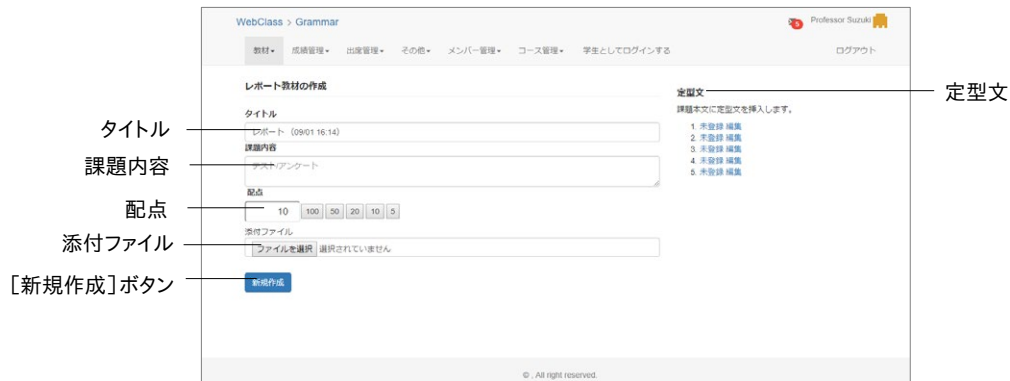 WebClass > Grammar
5 Professor Suzuki
教材▾ 成績管理▾ 出席管理▾ その他▾ メンバー管理▾ コース管理▾ 学生としてログインする ログアウト
レポート教材の作成
タイトル
レポート (09/01 16:14)
課題内容
テスト/アンケート
配点
10 100 50 20 10 5
添付ファイル
ファイルを選択 選択されていません
新規作成
定型文
課題本文に定型文を挿入します。
1. 未登録 編集
2. 未登録 編集
3. 未登録 編集
4. 未登録 編集
5. 未登録 編集
© . All right reserved.
タイトル
課題内容
配点
添付ファイル
[新規作成]ボタン
定型文